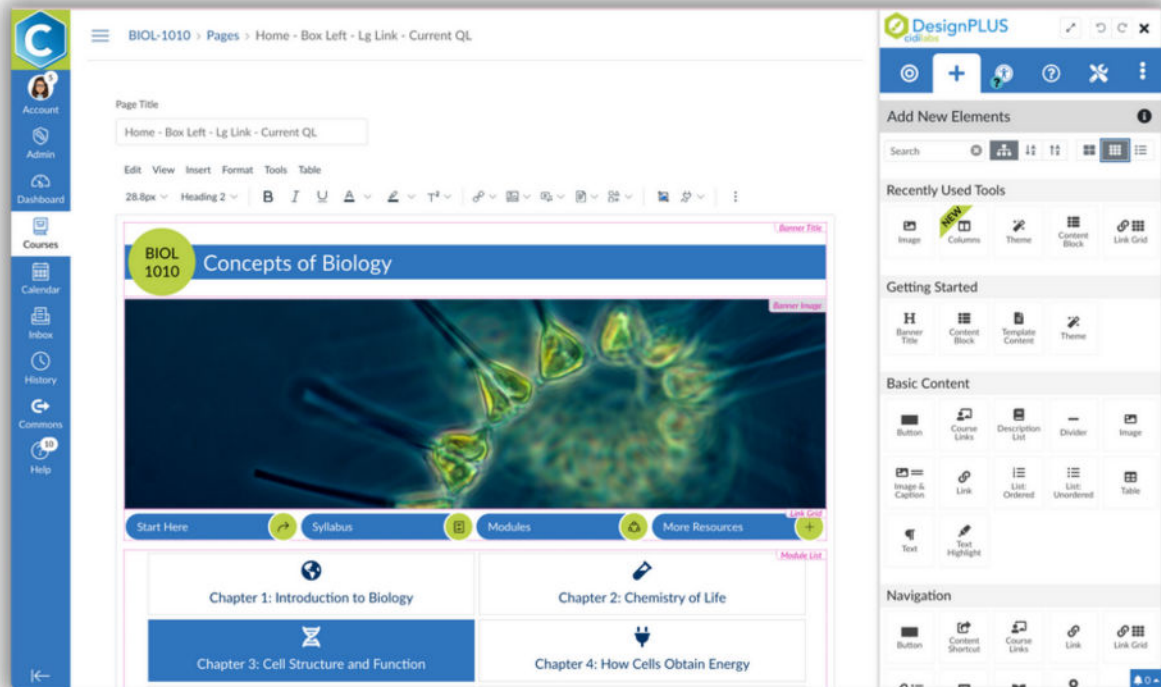 5
Account
Admin
Dashboard
Courses
Calendar
Inbox
History
Commons
10
Help
BIOL-1010 > Pages > Home - Box Left - Lg Link - Current QL
Page Title
Home - Box Left - Lg Link - Current QL
Edit View Insert Format Tools Table
28.8px Heading 2 B I U A T²
Banner Title
BIOL
1010
Concepts of Biology
Banner Image
Link Grid
Start Here Syllabus Modules More Resources
Module List
Chapter 1: Introduction to Biology
Chapter 2: Chemistry of Life
Chapter 3: Cell Structure and Function
Chapter 4: How Cells Obtain Energy
DesignPLUS
cidilabs
Add New Elements
Search
Recently Used Tools
Image
NEW
Columns
Theme
Content
Block
Link Grid
Getting Started
H
Banner
Title
Content
Block
Template
Content
Theme
Basic Content
Button
Course
Links
Description
List
Divider
Image
Image &
Caption
Link
List:
Ordered
List:
Unordered
Table
Text
Text
Highlight
Navigation
Button
Content
Shortcut
Course
Links
Link
Link Grid
0